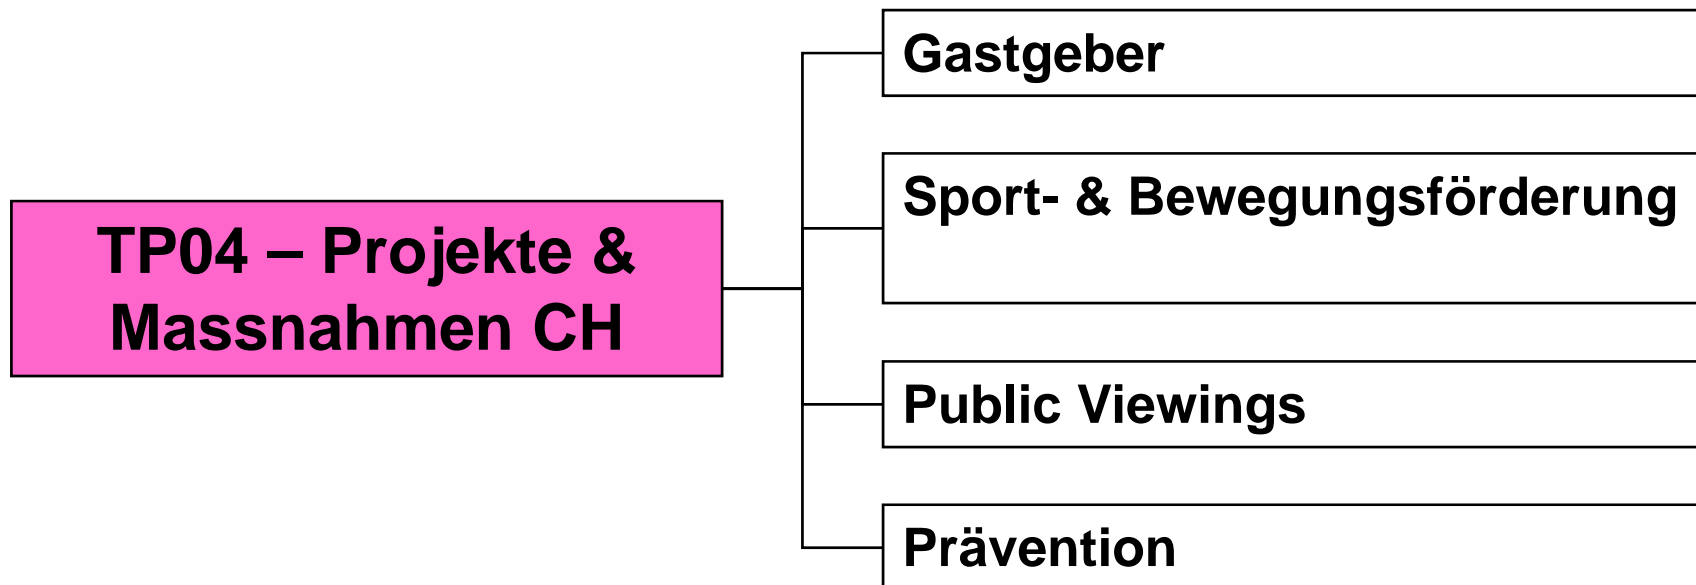 TP04 – Projekte &
Massnahmen CH
Gastgeber
Sport- & Bewegungsförderung
Public Viewings
Prävention